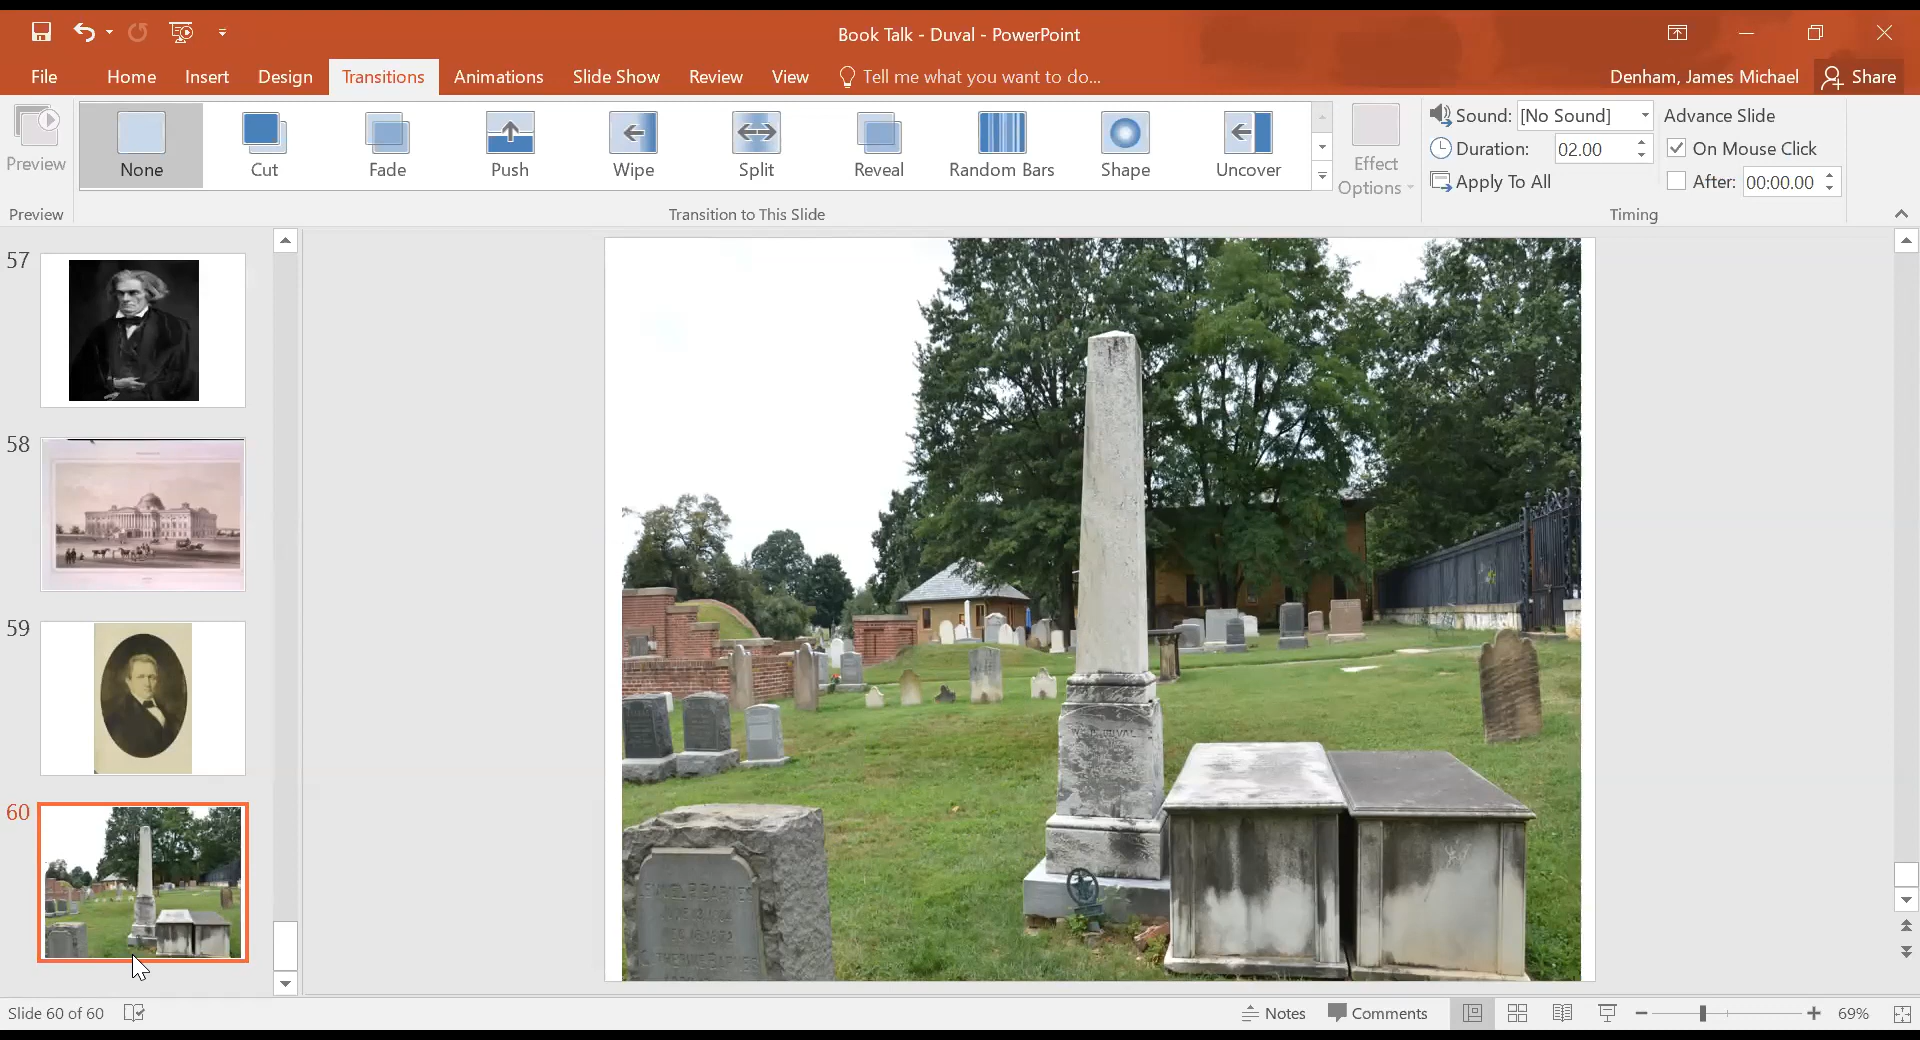 Book Talk - Duval - PowerPoint
File Home Insert Design Transitions Animations Slide Show Review View Tell me what you want to do... Denham, James Michael Share
Preview
None Cut Fade Push Wipe Split Reveal Random Bars Shape Uncover
Effect Options
Sound: [No Sound]
Duration: 02.00
Apply To All
Advance Slide
On Mouse Click
After: 00:00.00
Preview Transition to This Slide Timing
57
58
59
60
DUVAL
BARNES
Slide 60 of 60 Notes Comments 69%